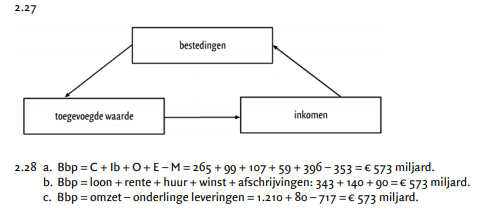 2.27
bestedingen
toegevoegde waarde
inkomen
2.28 a. Bbp = C + Ib + O + E – M = 265 + 99 + 107 + 59 + 396 – 353 = € 573 miljard.
b. Bbp = loon + rente + huur + winst + afschrijvingen: 343 + 140 + 90 = € 573 miljard.
c. Bbp = omzet – onderlinge leveringen = 1.210 + 80 – 717 = € 573 miljard.